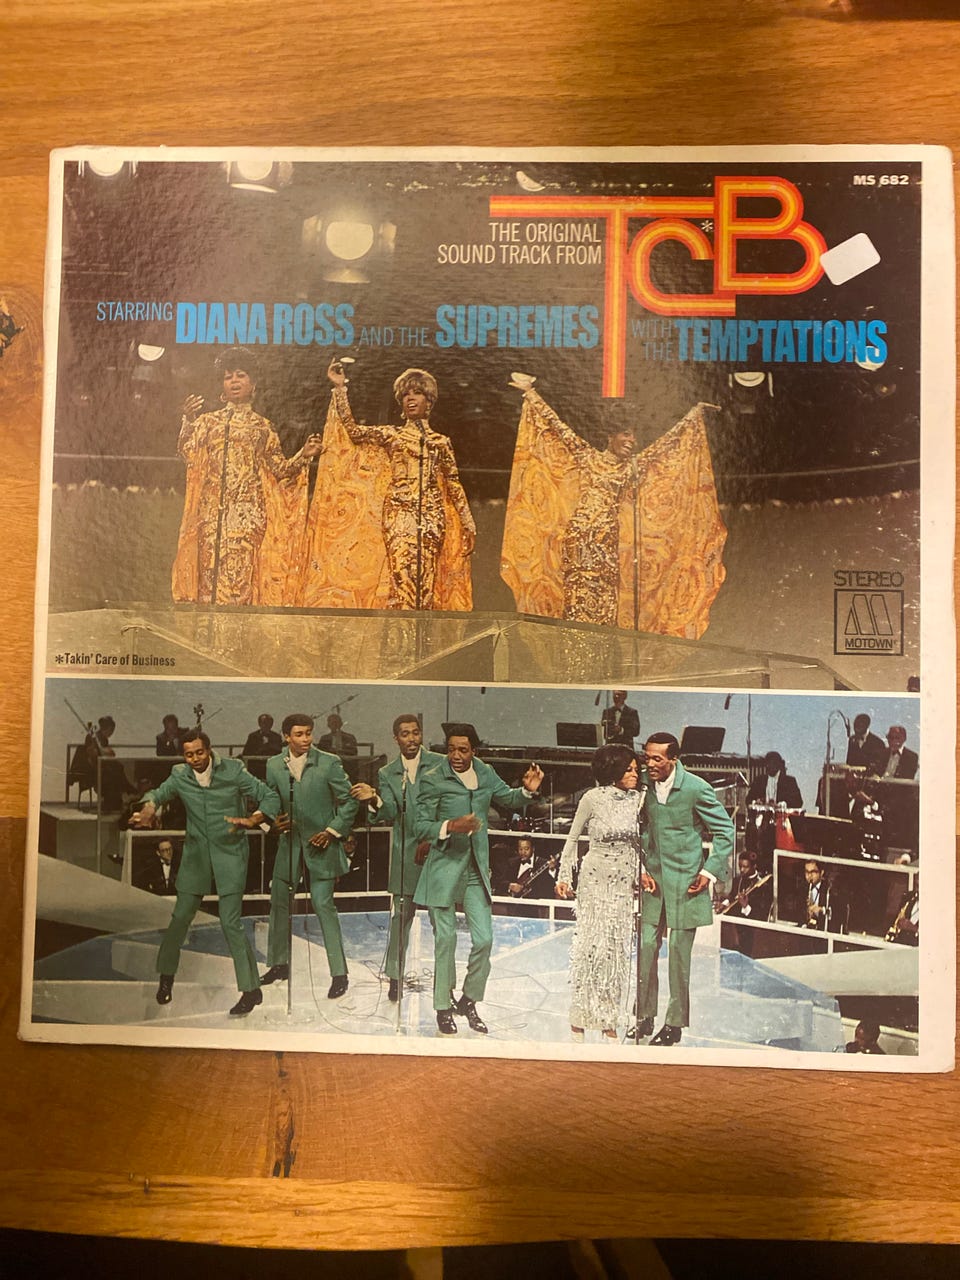 MS 682
THE ORIGINAL
SOUND TRACK FROM
TC*B
STARRING DIANA ROSS AND THE SUPREMES WITH THE TEMPTATIONS
STEREO
MOTOWN
*Takin' Care of Business